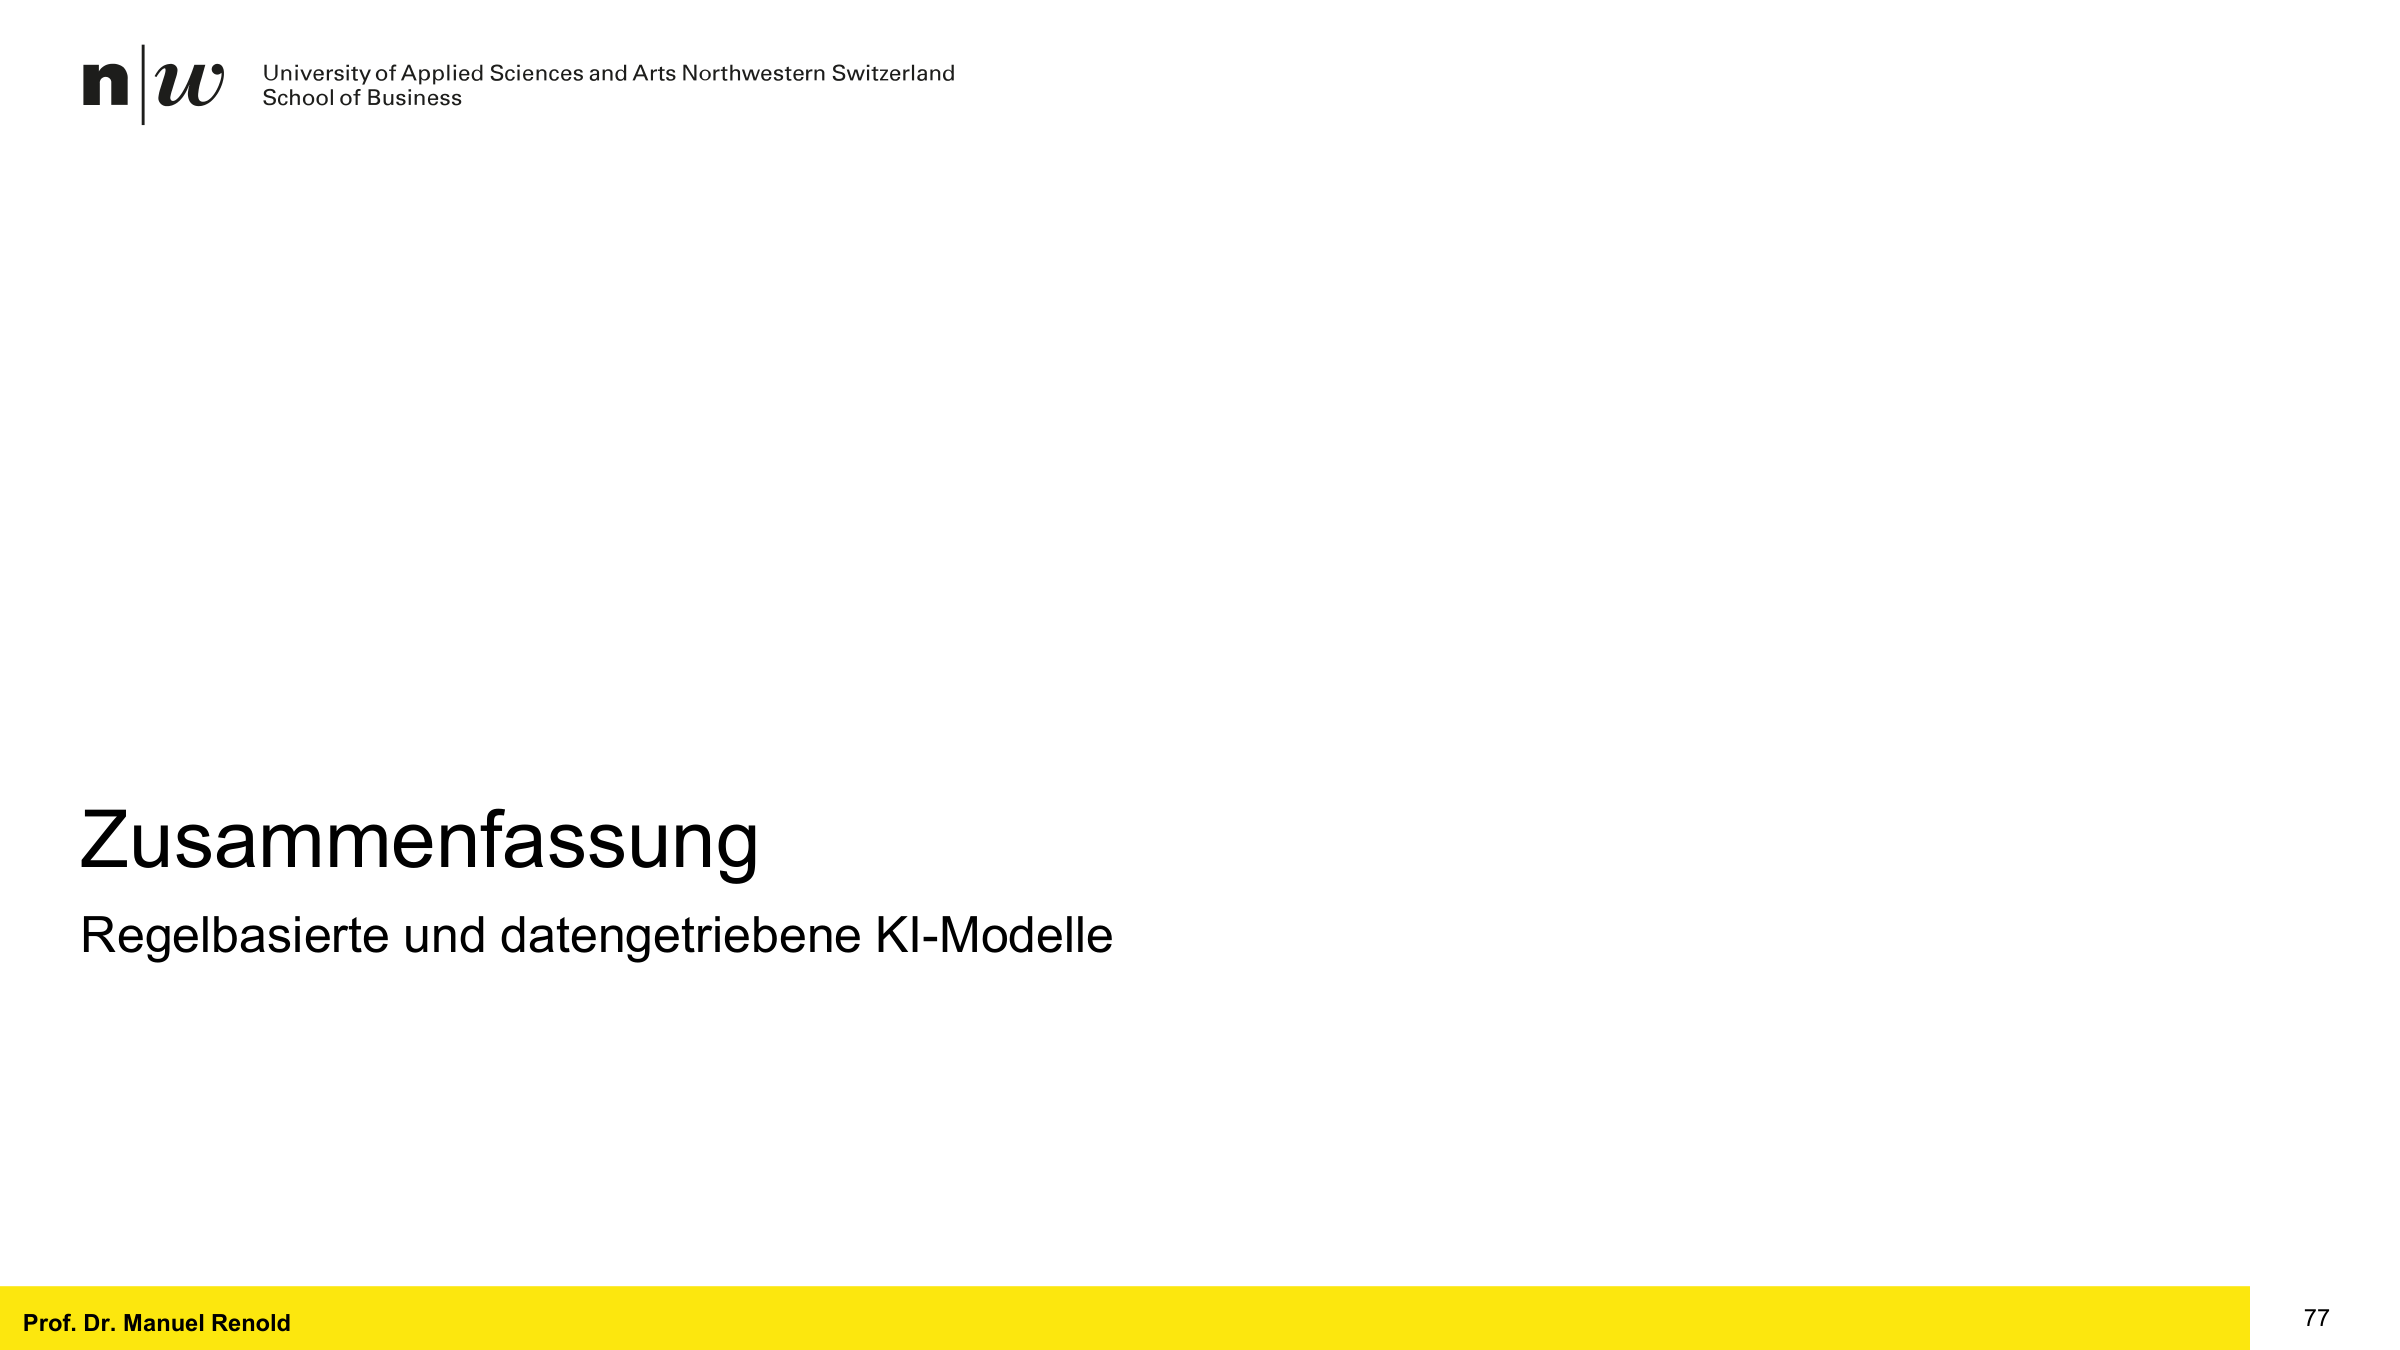 n|w
University of Applied Sciences and Arts Northwestern Switzerland
School of Business
Zusammenfassung
Regelbasierte und datengetriebene KI-Modelle
Prof. Dr. Manuel Renold
77